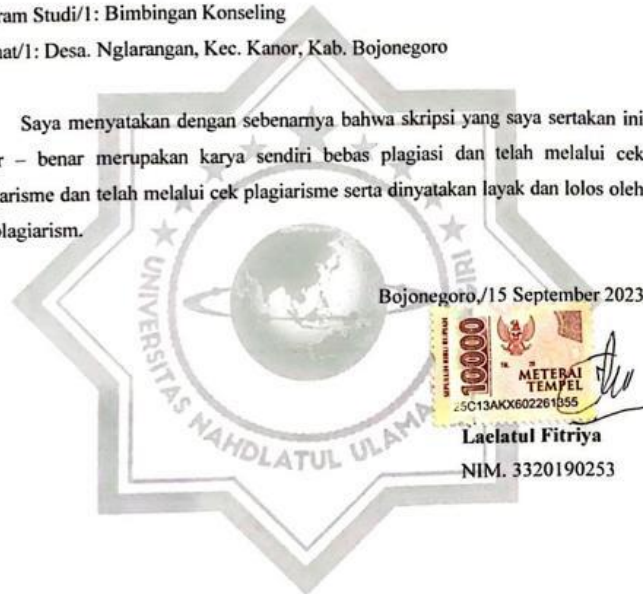 ram Studi/1: Bimbingan Konseling
nat/1: Desa. Nglarangan, Kec. Kanor, Kab. Bojonegoro
Saya menyatakan dengan sebenarnya bahwa skripsi yang saya sertakan ini
r – benar merupakan karya sendiri bebas plagiasi dan telah melalui cek
arisme dan telah melalui cek plagiarisme serta dinyatakan layak dan lolos oleh
plagiarism.
Bojonegoro,/15 September 2023
10000
METERAI
TEMPEL
25C13AKX602261355
Laelatul Fitriya
NIM. 3320190253
UNIVERSITAS NAHDLATUL ULAMA